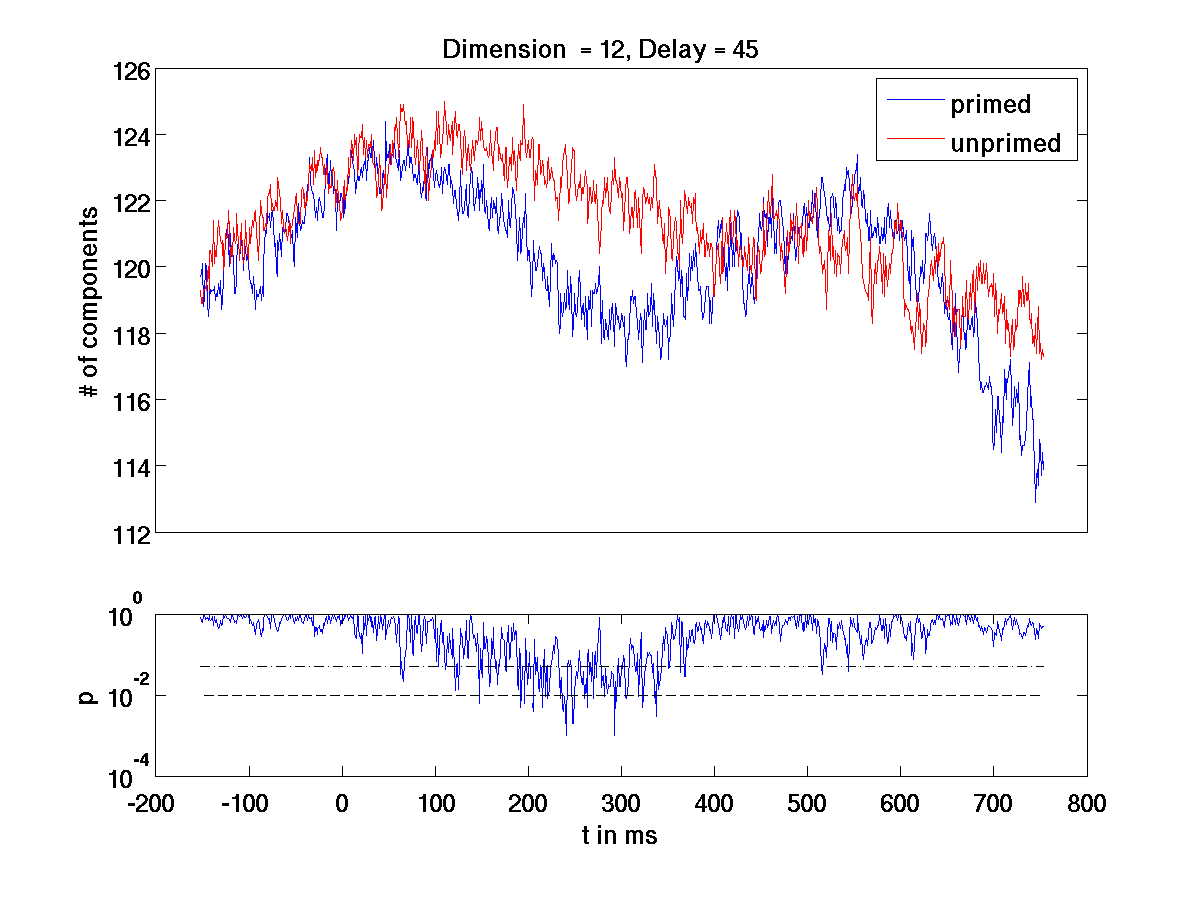 Dimension = 12, Delay = 45
126
124
122
120
118
116
114
112
# of components
primed
unprimed
10^0
10^-2
10^-4
p
-200 -100 0 100 200 300 400 500 600 700 800
t in ms